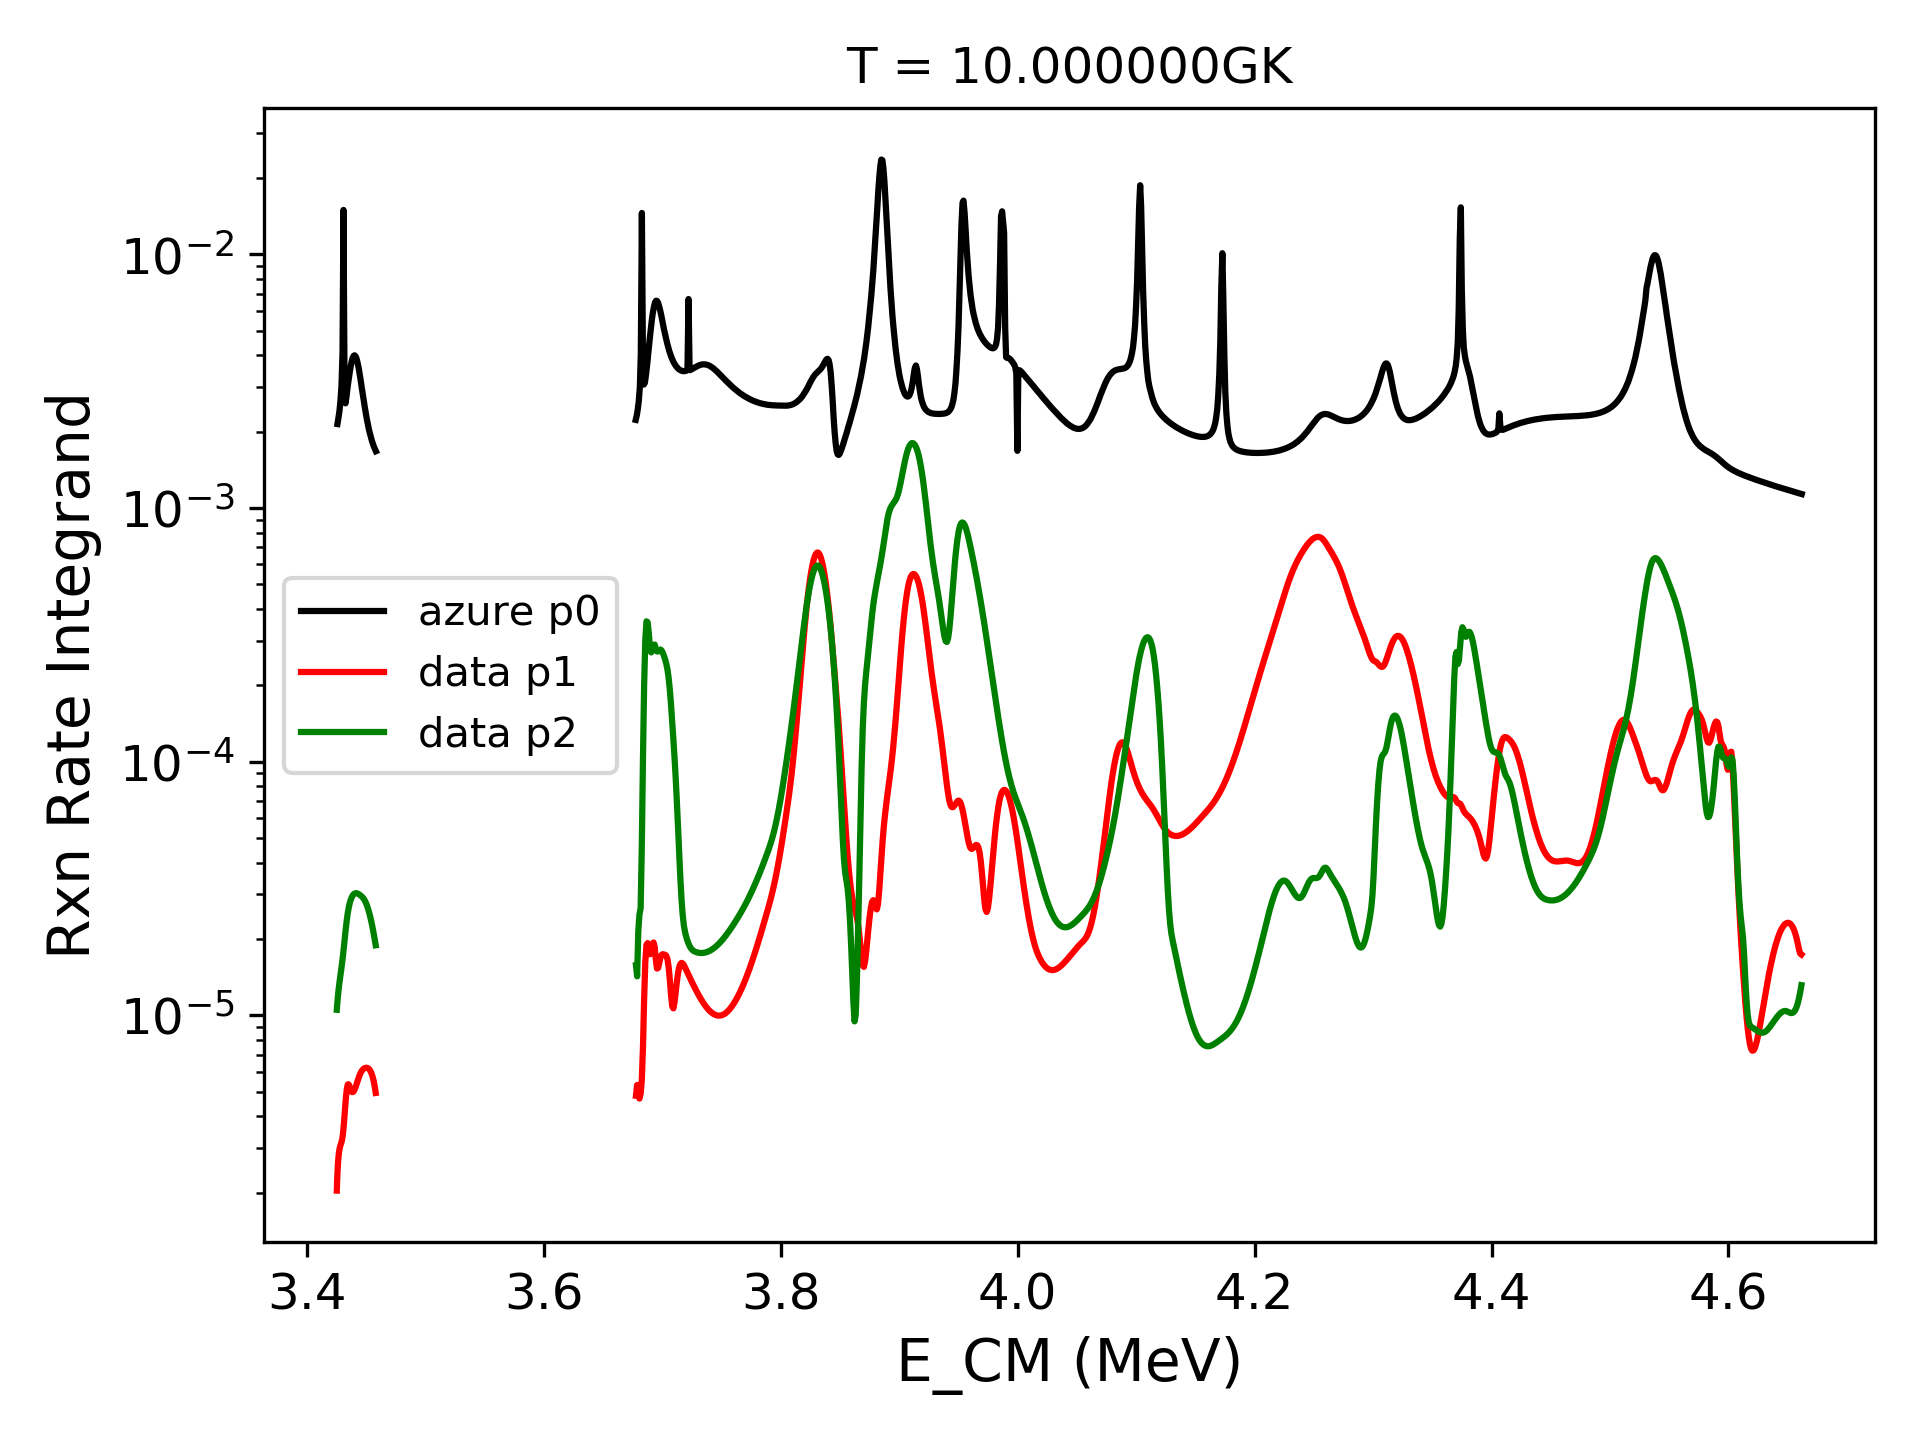 T = 10.000000GK
Rxn Rate Integrand
10⁻²
10⁻³
10⁻⁴
10⁻⁵
azure p0
data p1
data p2
3.4 3.6 3.8 4.0 4.2 4.4 4.6
E_CM (MeV)